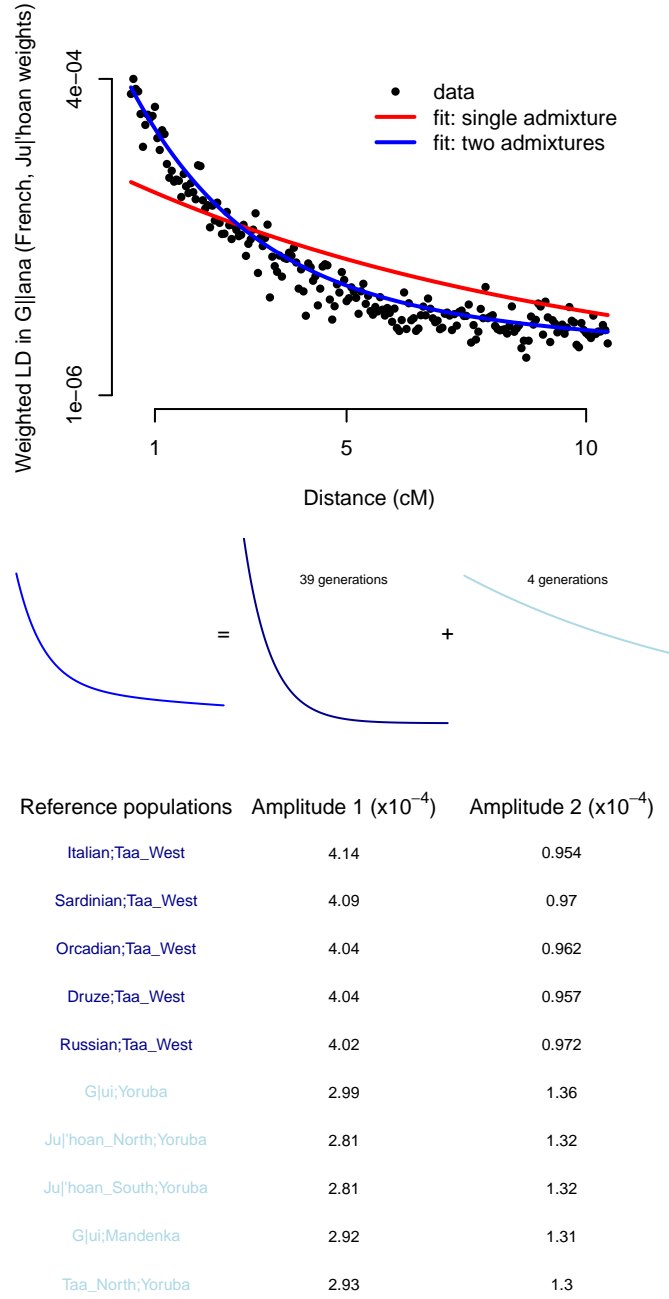 Weighted LD in G||ana (French, Ju|'hoan weights)
4e−04
1e−06
data
fit: single admixture
fit: two admixtures
1 5 10
Distance (cM)
39 generations 4 generations
= +
Reference populations Amplitude 1 (x10−4) Amplitude 2 (x10−4)
Italian;Taa_West 4.14 0.954
Sardinian;Taa_West 4.09 0.97
Orcadian;Taa_West 4.04 0.962
Druze;Taa_West 4.04 0.957
Russian;Taa_West 4.02 0.972
G|ui;Yoruba 2.99 1.36
Ju|'hoan_North;Yoruba 2.81 1.32
Ju|'hoan_South;Yoruba 2.81 1.32
G|ui;Mandenka 2.92 1.31
Taa_North;Yoruba 2.93 1.3